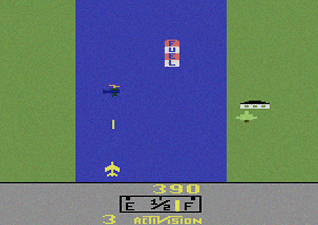 FUEL
390
E 1/2 F
3 ACTIVISION